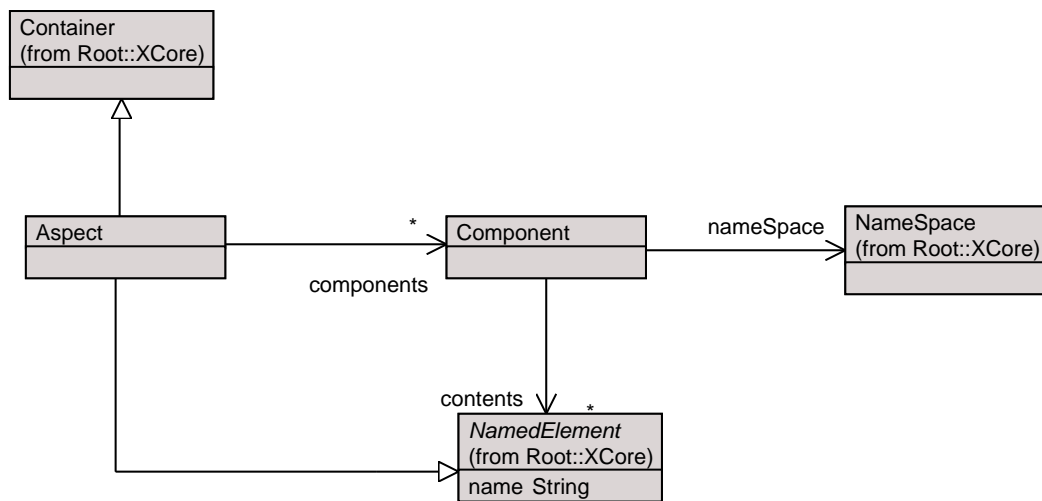 Container
(from Root::XCore)
Aspect
*
components
Component
nameSpace
NameSpace
(from Root::XCore)
contents
*
NamedElement
(from Root::XCore)
name String